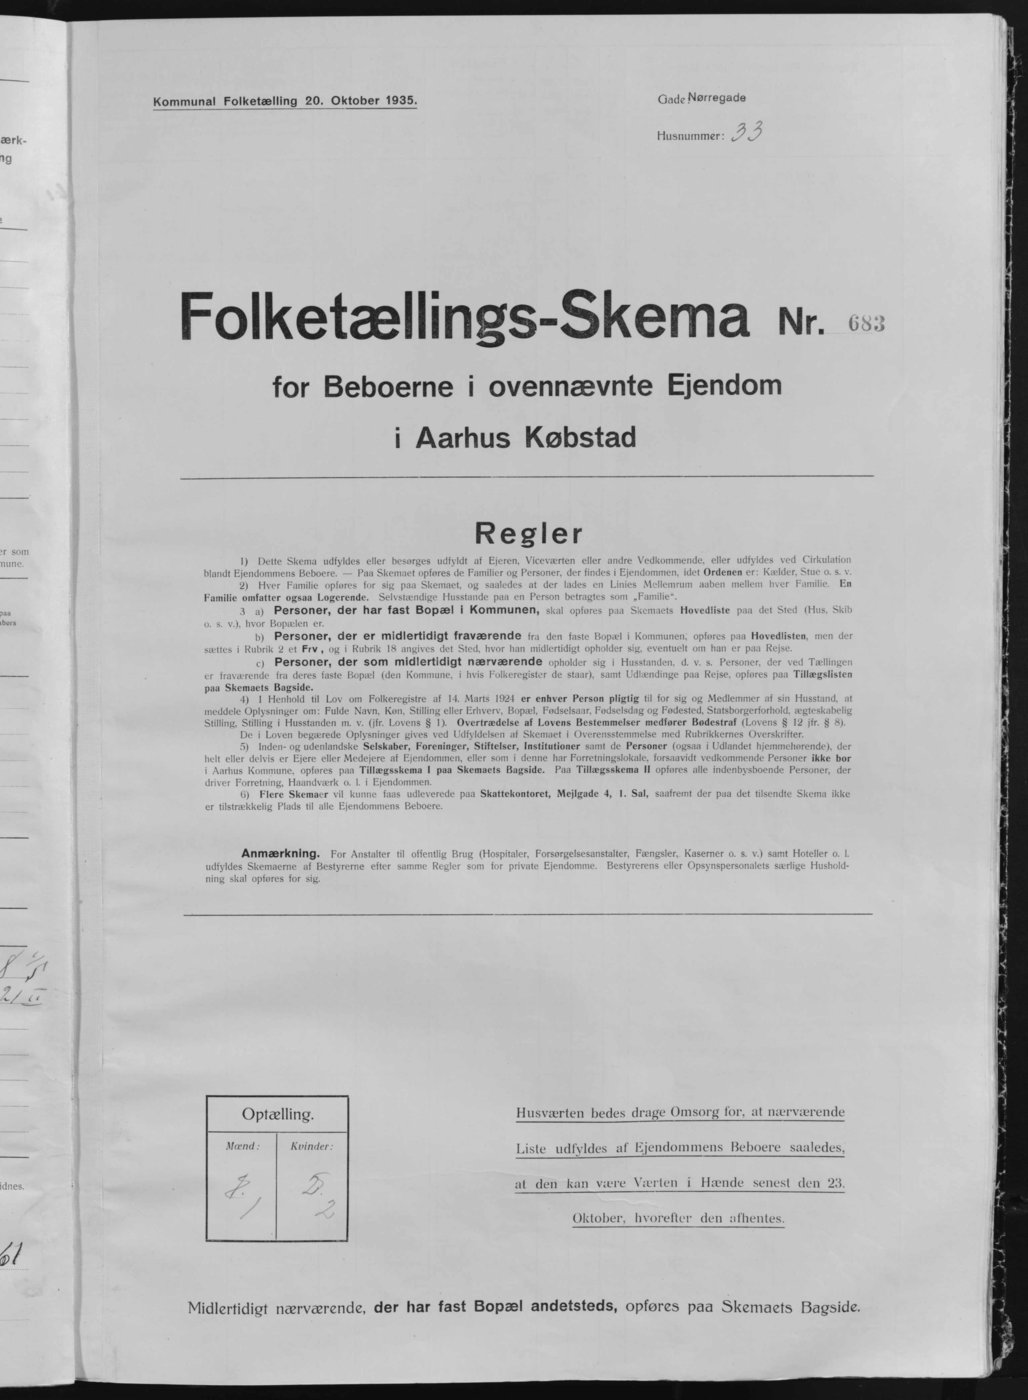 Kommunal Folketælling 20. Oktober 1935.
Gade: Nørregade
Husnummer: 33
Folketællings-Skema Nr. 683
for Beboerne i ovennævnte Ejendom
i Aarhus Købstad
Regler
1) Dette Skema udfyldes eller besørges udfyldt af Ejeren, Viceværten eller andre Vedkommende, eller udfyldes ved Cirkulation
blandt Ejendommens Beboere. — Paa Skemaet opføres de Familier og Personer, der findes i Ejendommen, idet Ordenen er: Kælder, Stue o. s. v.
2) Hver Familie opføres for sig paa Skemaet, og saaledes at der lades en Linies Mellemrum aaben mellem hver Familie. En
Familie omfatter ogsaa Logerende. Selvstændige Husstande paa en Person betragtes som „Familie“.
3 a) Personer, der har fast Bopæl i Kommunen, skal opføres paa Skemaets Hovedliste paa det Sted (Hus, Skib
o. s. v.), hvor Bopælen er.
b) Personer, der er midlertidigt fraværende fra den faste Bopæl i Kommunen, opføres paa Hovedlisten, men der
sættes i Rubrik 2 et Frv, og i Rubrik 18 angives det Sted, hvor han midlertidigt opholder sig, eventuelt om han er paa Rejse.
c) Personer, der som midlertidigt nærværende opholder sig i Husstanden, d. v. s. Personer, der ved Tællingen
er fraværende fra deres faste Bopæl (den Kommune, i hvis Folkeregister de staar), samt Udlændinge paa Rejse, opføres paa Tillægslisten
paa Skemaets Bagside.
4) I Henhold til Lov om Folkeregistre af 14. Marts 1924 er enhver Person pligtig til for sig og Medlemmer af sin Husstand, at
meddele Oplysninger om: Fulde Navn, Køn, Stilling eller Erhverv, Bopæl, Fødselsaar, Fødselsdag og Fødested, Statsborgerforhold, ægteskabelig
Stilling, Stilling i Husstanden m. v. (jfr. Lovens § 1). Overtrædelse af Lovens Bestemmelser medfører Bødestraf (Lovens § 12 jfr. § 8).
De i Loven begærede Oplysninger gives ved Udfyldelsen af Skemaet i Overensstemmelse med Rubrikkernes Overskrifter.
5) Inden- og udenlandske Selskaber, Foreninger, Stiftelser, Institutioner samt de Personer (ogsaa i Udlandet hjemmehørende), der
helt eller delvis er Ejere eller Medejere af Ejendommen, eller som i denne har Forretningslokale, forsaavidt vedkommende Personer ikke bor
i Aarhus Kommune, opføres paa Tillægsskema I paa Skemaets Bagside. Paa Tillægsskema II opføres alle indenbysboende Personer, der
driver Forretning, Haandværk o. l. i Ejendommen.
6) Flere Skemaer vil kunne faas udleverede paa Skattekontoret, Mejlgade 4, 1. Sal, saafremt der paa det tilsendte Skema ikke
er tilstrækkelig Plads til alle Ejendommens Beboere.
Anmærkning. For Anstalter til offentlig Brug (Hospitaler, Forsørgelsesanstalter, Fængsler, Kaserner o. s. v.) samt Hoteller o. l.
udfyldes Skemaerne af Bestyrerne efter samme Regler som for private Ejendomme. Bestyrerens eller Opsynspersonalets særlige Hushold-
ning skal opføres for sig.
Optælling.
Mænd: Kvinder:
1 2
Husværten bedes drage Omsorg for, at nærværende
Liste udfyldes af Ejendommens Beboere saaledes,
at den kan være Værten i Hænde senest den 23.
Oktober, hvorefter den afhentes.
Midlertidigt nærværende, der har fast Bopæl andetsteds, opføres paa Skemaets Bagside.